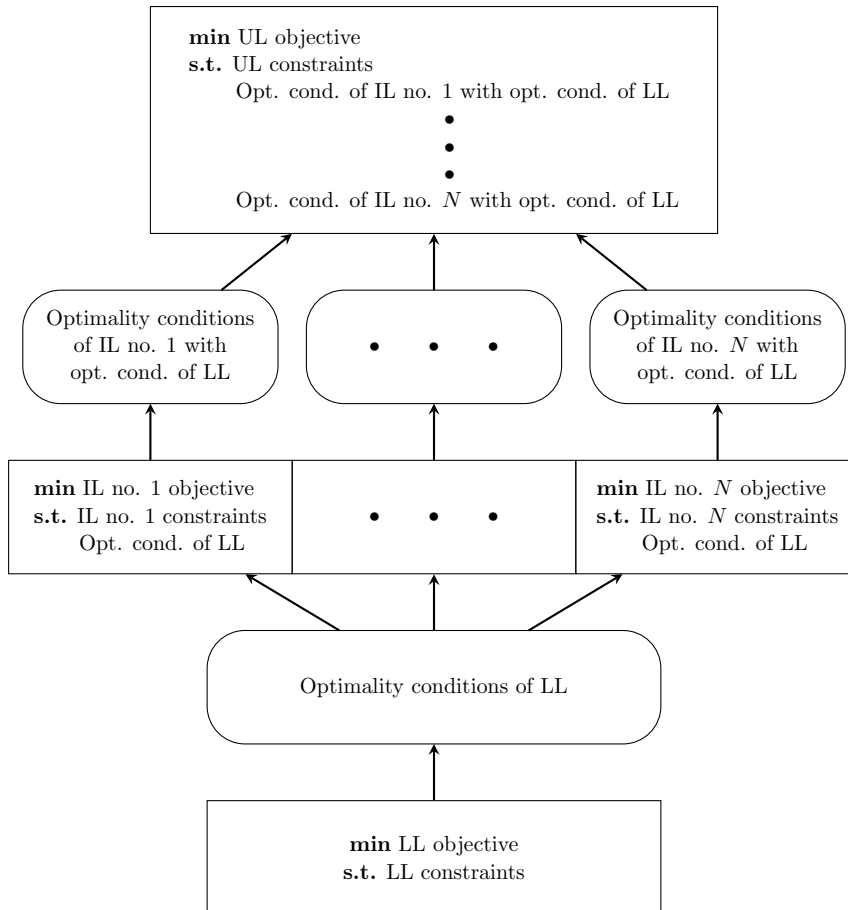 min UL objective
s.t. UL constraints
Opt. cond. of IL no. 1 with opt. cond. of LL
Opt. cond. of IL no. N with opt. cond. of LL
Optimality conditions
of IL no. 1 with
opt. cond. of LL
Optimality conditions
of IL no. N with
opt. cond. of LL
min IL no. 1 objective
s.t. IL no. 1 constraints
Opt. cond. of LL
min IL no. N objective
s.t. IL no. N constraints
Opt. cond. of LL
Optimality conditions of LL
min LL objective
s.t. LL constraints